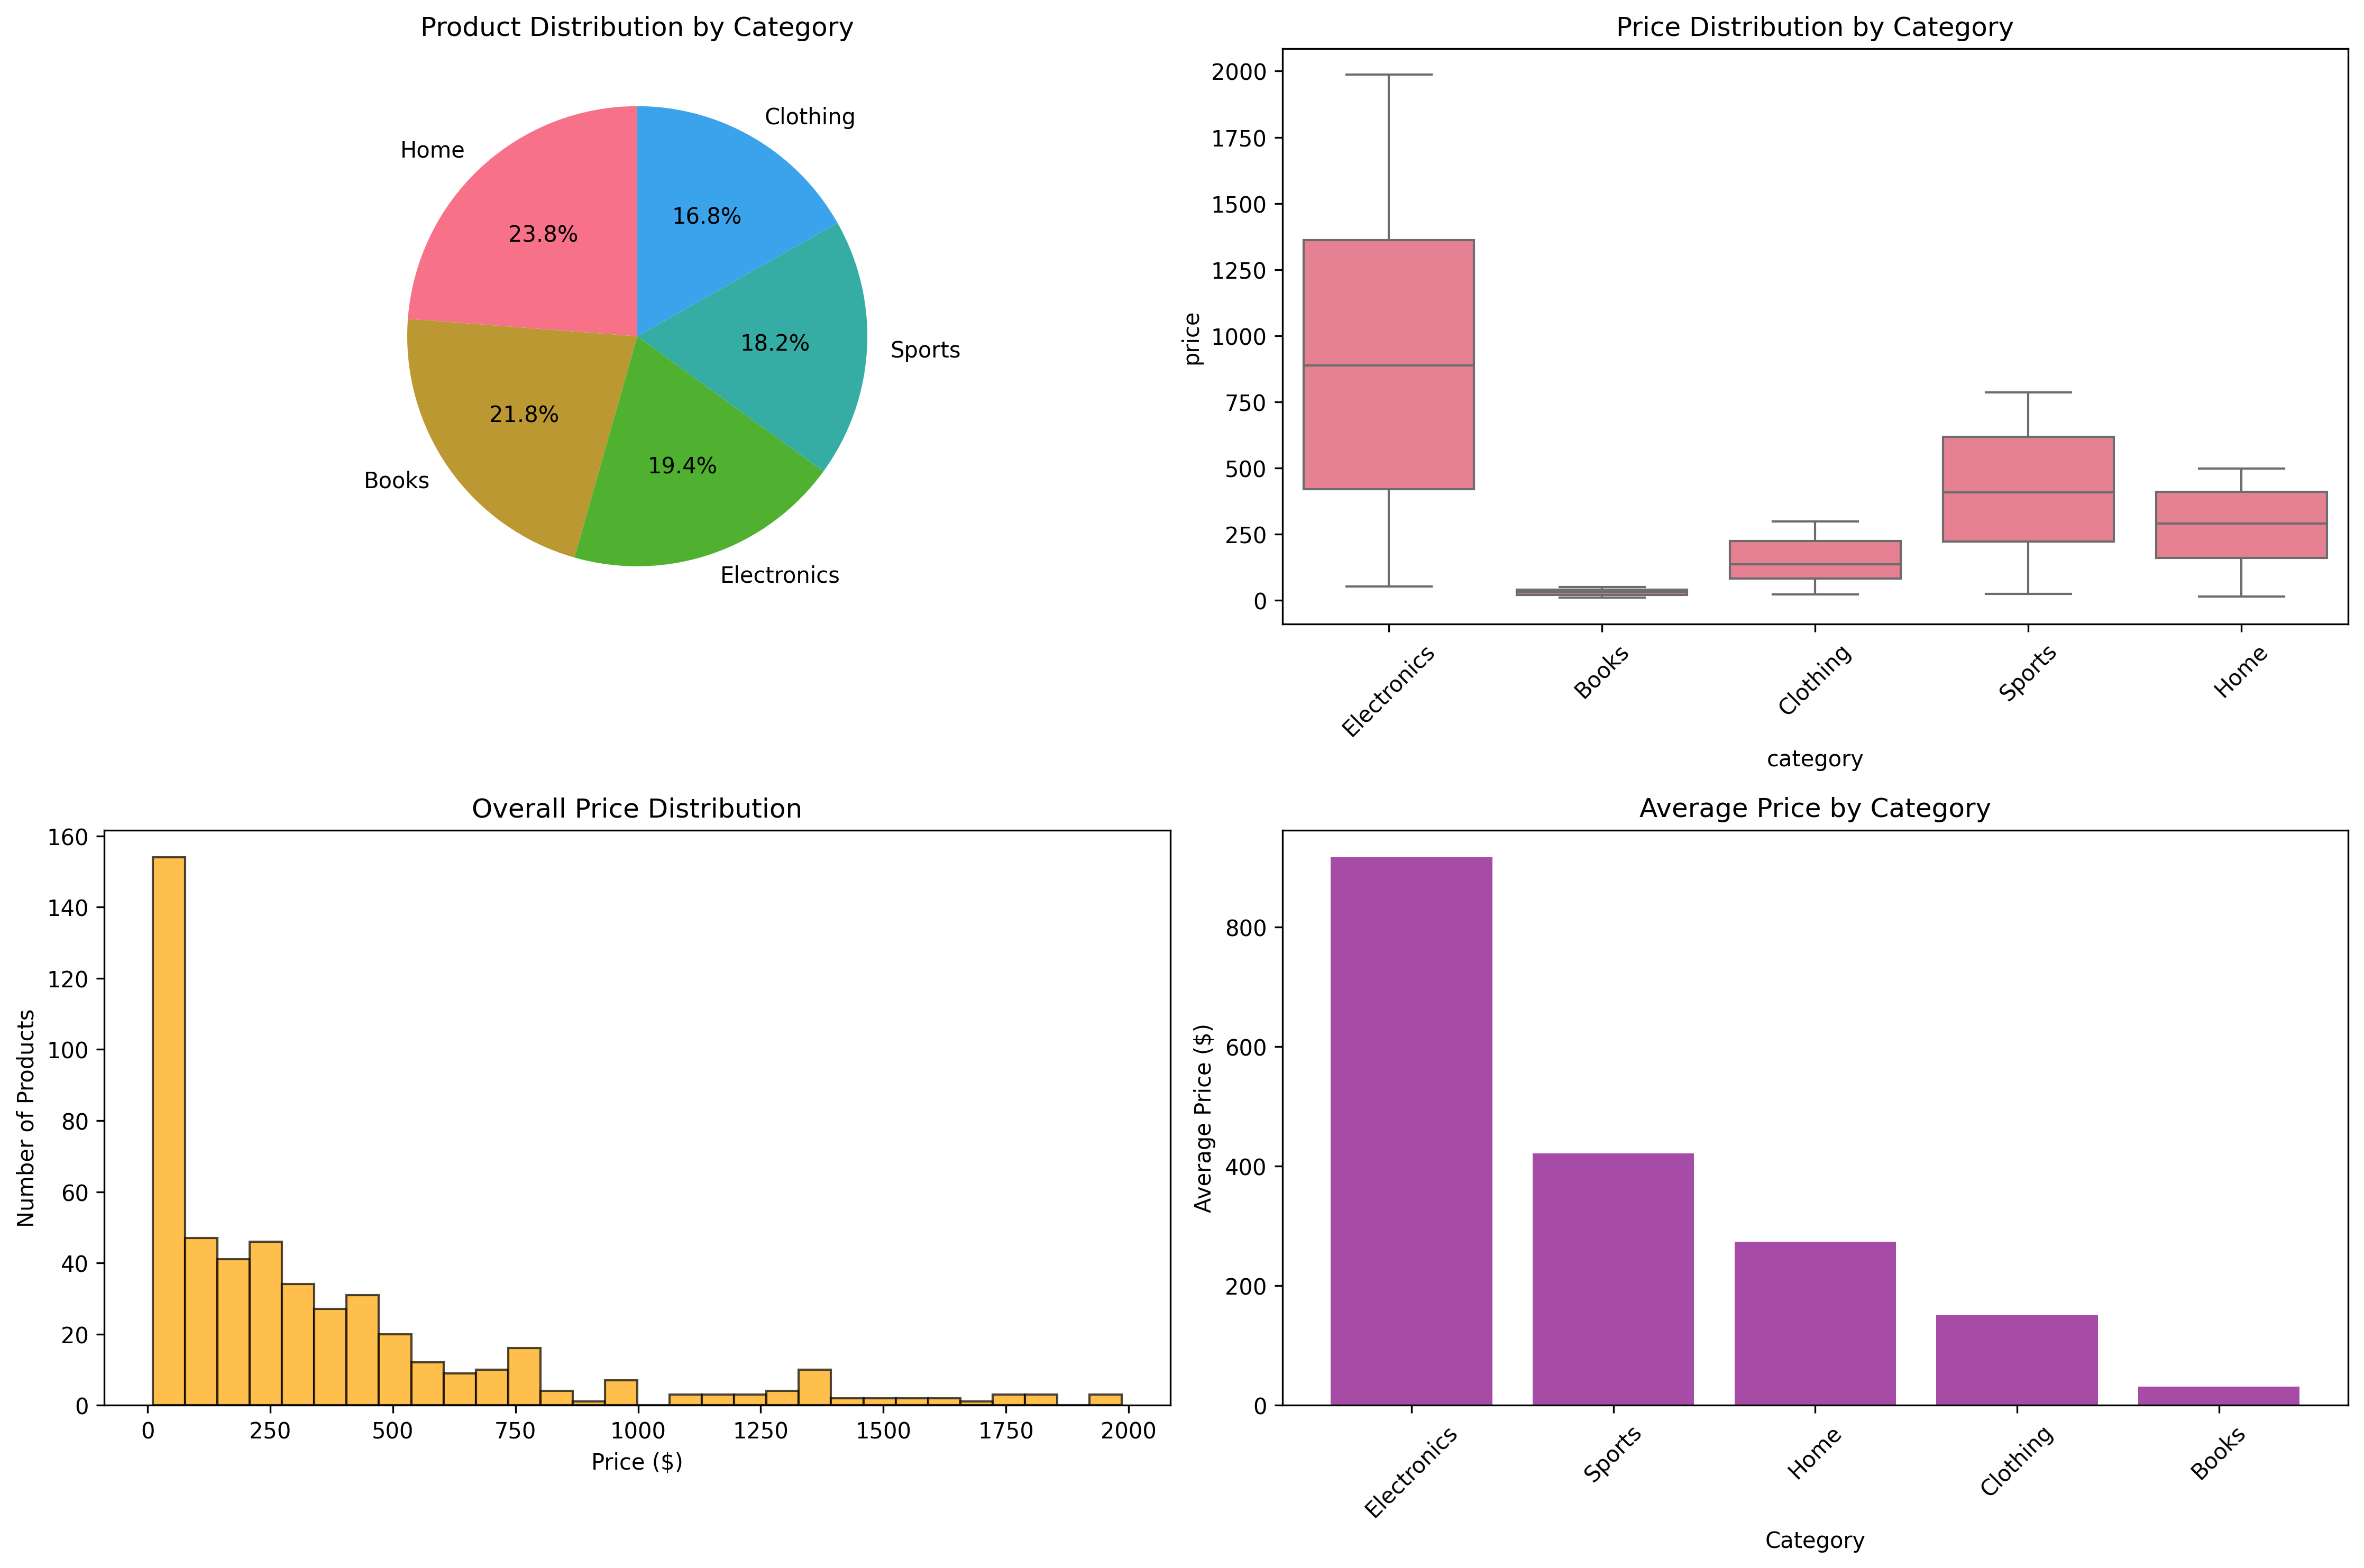 Product Distribution by Category
Clothing
Home
16.8%
23.8%
18.2%
Sports
21.8%
19.4%
Books
Electronics
Price Distribution by Category
2000
1750
1500
1250
1000
750
500
250
0
price
Electronics
Books
Clothing
Sports
Home
category
Overall Price Distribution
160
140
120
100
80
60
40
20
0
Number of Products
0 250 500 750 1000 1250 1500 1750 2000
Price ($)
Average Price by Category
800
600
400
200
0
Average Price ($)
Electronics
Sports
Home
Clothing
Books
Category